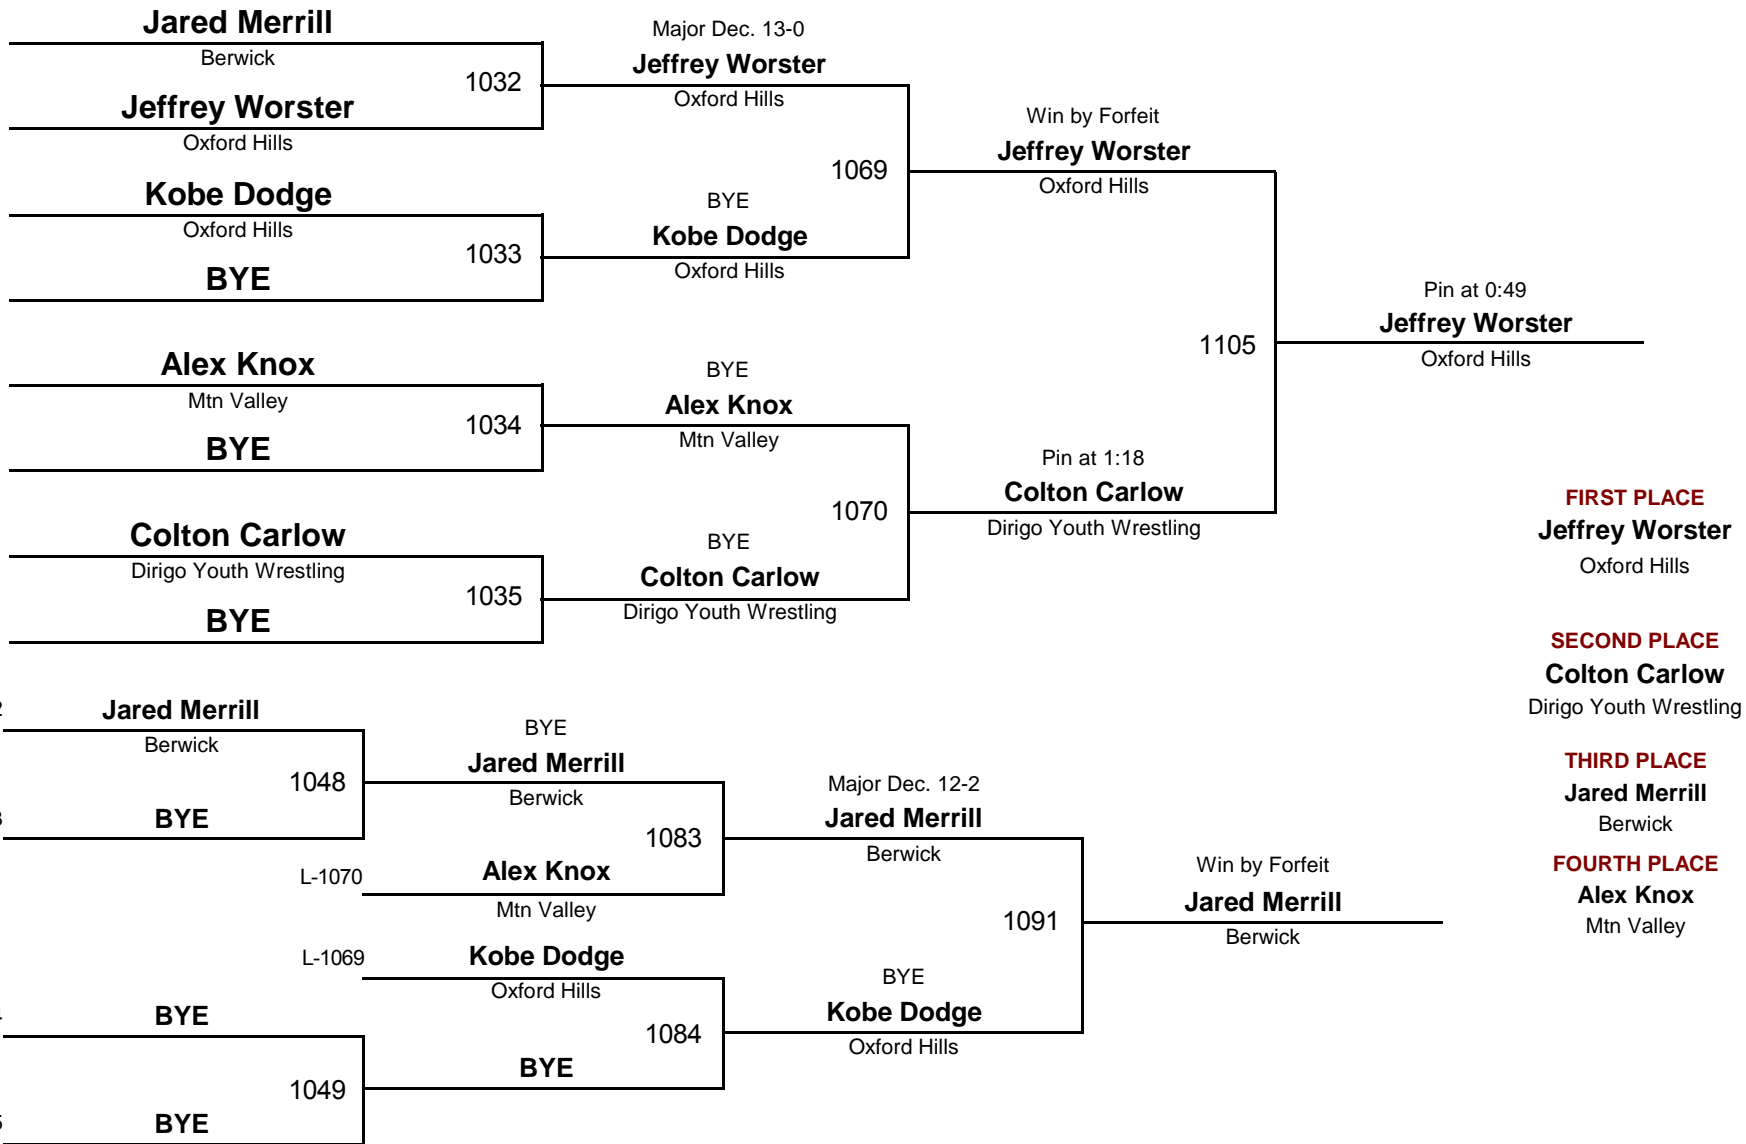 Jared Merrill
Berwick
1032
Jeffrey Worster
Oxford Hills
Kobe Dodge
Oxford Hills
1033
BYE
Alex Knox
Mtn Valley
1034
BYE
Colton Carlow
Dirigo Youth Wrestling
1035
BYE
Major Dec. 13-0
Jeffrey Worster
Oxford Hills
1069
BYE
Kobe Dodge
Oxford Hills
BYE
Alex Knox
Mtn Valley
1070
BYE
Colton Carlow
Dirigo Youth Wrestling
Win by Forfeit
Jeffrey Worster
Oxford Hills
1105
Pin at 1:18
Colton Carlow
Dirigo Youth Wrestling
Pin at 0:49
Jeffrey Worster
Oxford Hills
FIRST PLACE
Jeffrey Worster
Oxford Hills
SECOND PLACE
Colton Carlow
Dirigo Youth Wrestling
THIRD PLACE
Jared Merrill
Berwick
FOURTH PLACE
Alex Knox
Mtn Valley
Jared Merrill
Berwick
1048
BYE
BYE
Jared Merrill
Berwick
1083
L-1070
Alex Knox
Mtn Valley
L-1069
Kobe Dodge
Oxford Hills
1084
BYE
BYE
1049
BYE
Major Dec. 12-2
Jared Merrill
Berwick
1091
BYE
Kobe Dodge
Oxford Hills
Win by Forfeit
Jared Merrill
Berwick